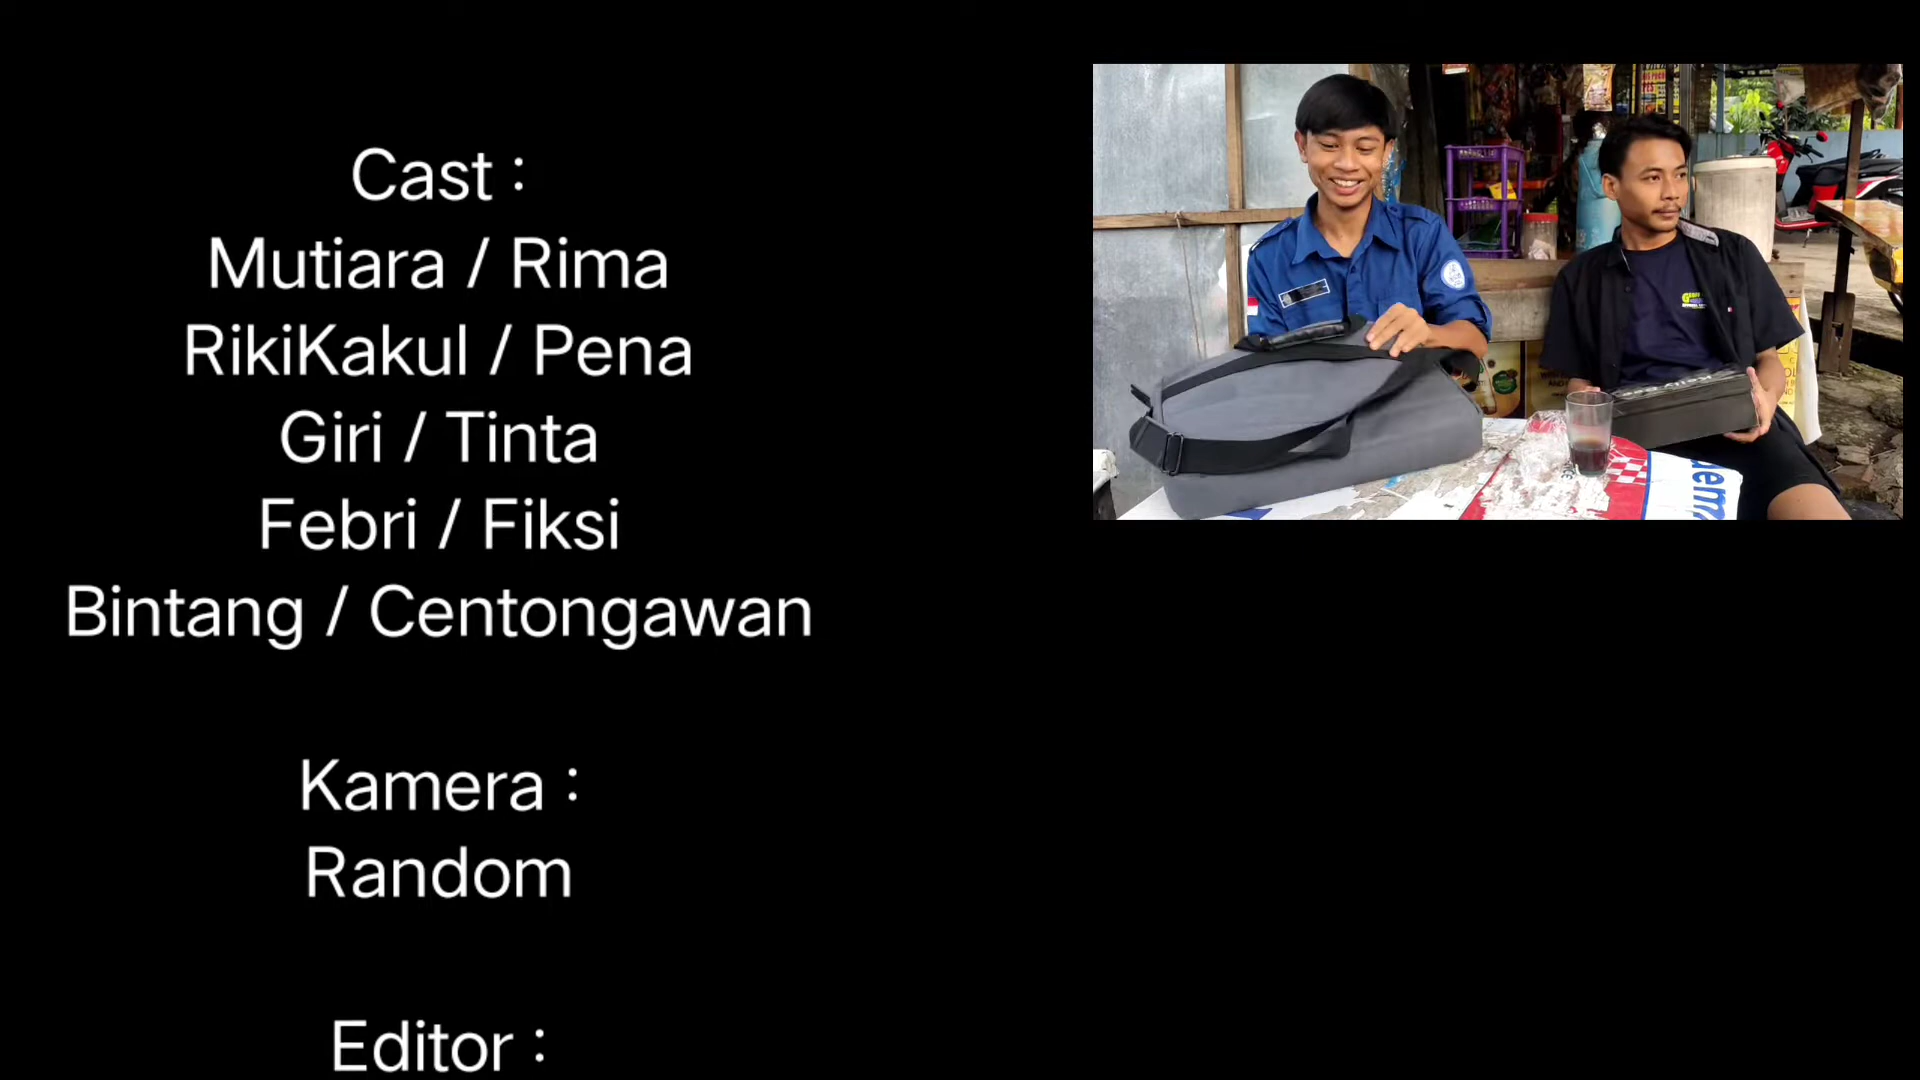 Cast :
Mutiara / Rima
RikiKakul / Pena
Giri / Tinta
Febri / Fiksi
Bintang / Centongawan
Kamera :
Random
Editor :